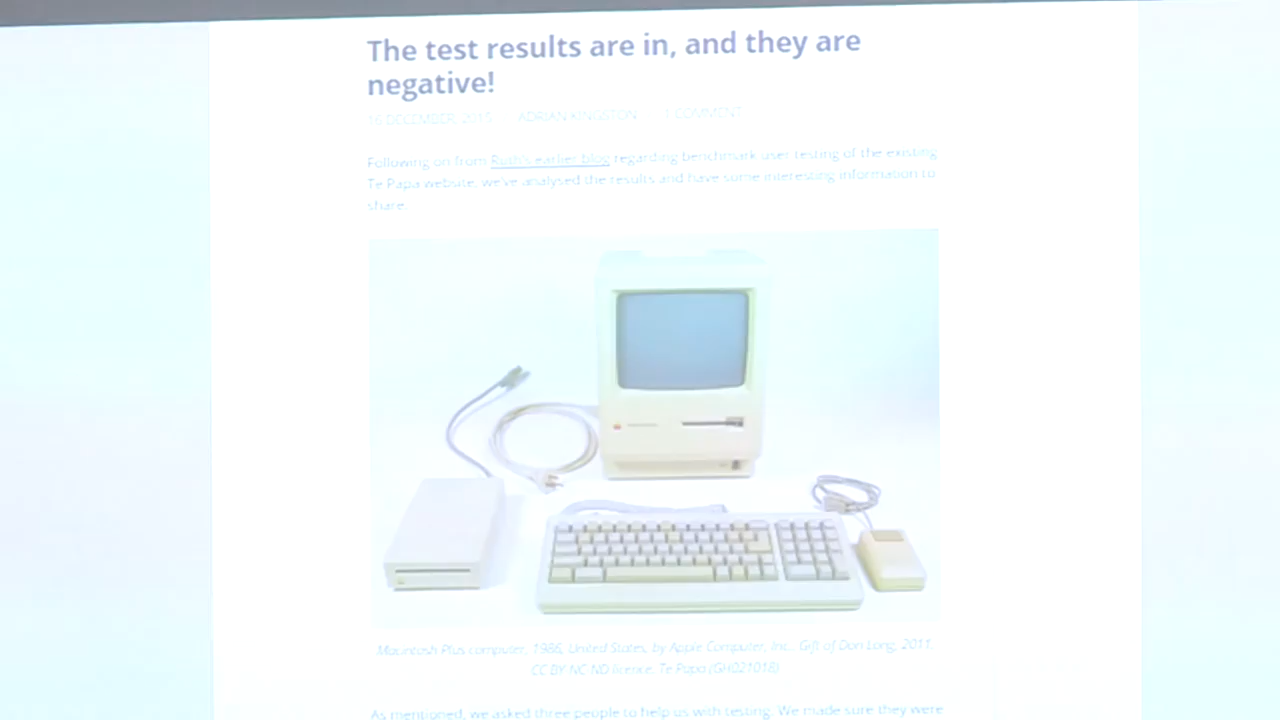 The test results are in, and they are
negative!
16 DECEMBER, 2015 ADRIAN KINGSTON 1 COMMENT
Following on from Ruth's earlier blog regarding benchmark user testing of the existing
Te Papa website, we've analysed the results and have some interesting information to
share.
Macintosh Plus computer, 1986, United States, by Apple Computer, Inc.. Gift of Don Long, 2011.
CC BY-NC-ND licence. Te Papa (GH021018)
As mentioned, we asked three people to help us with testing. We made sure they were